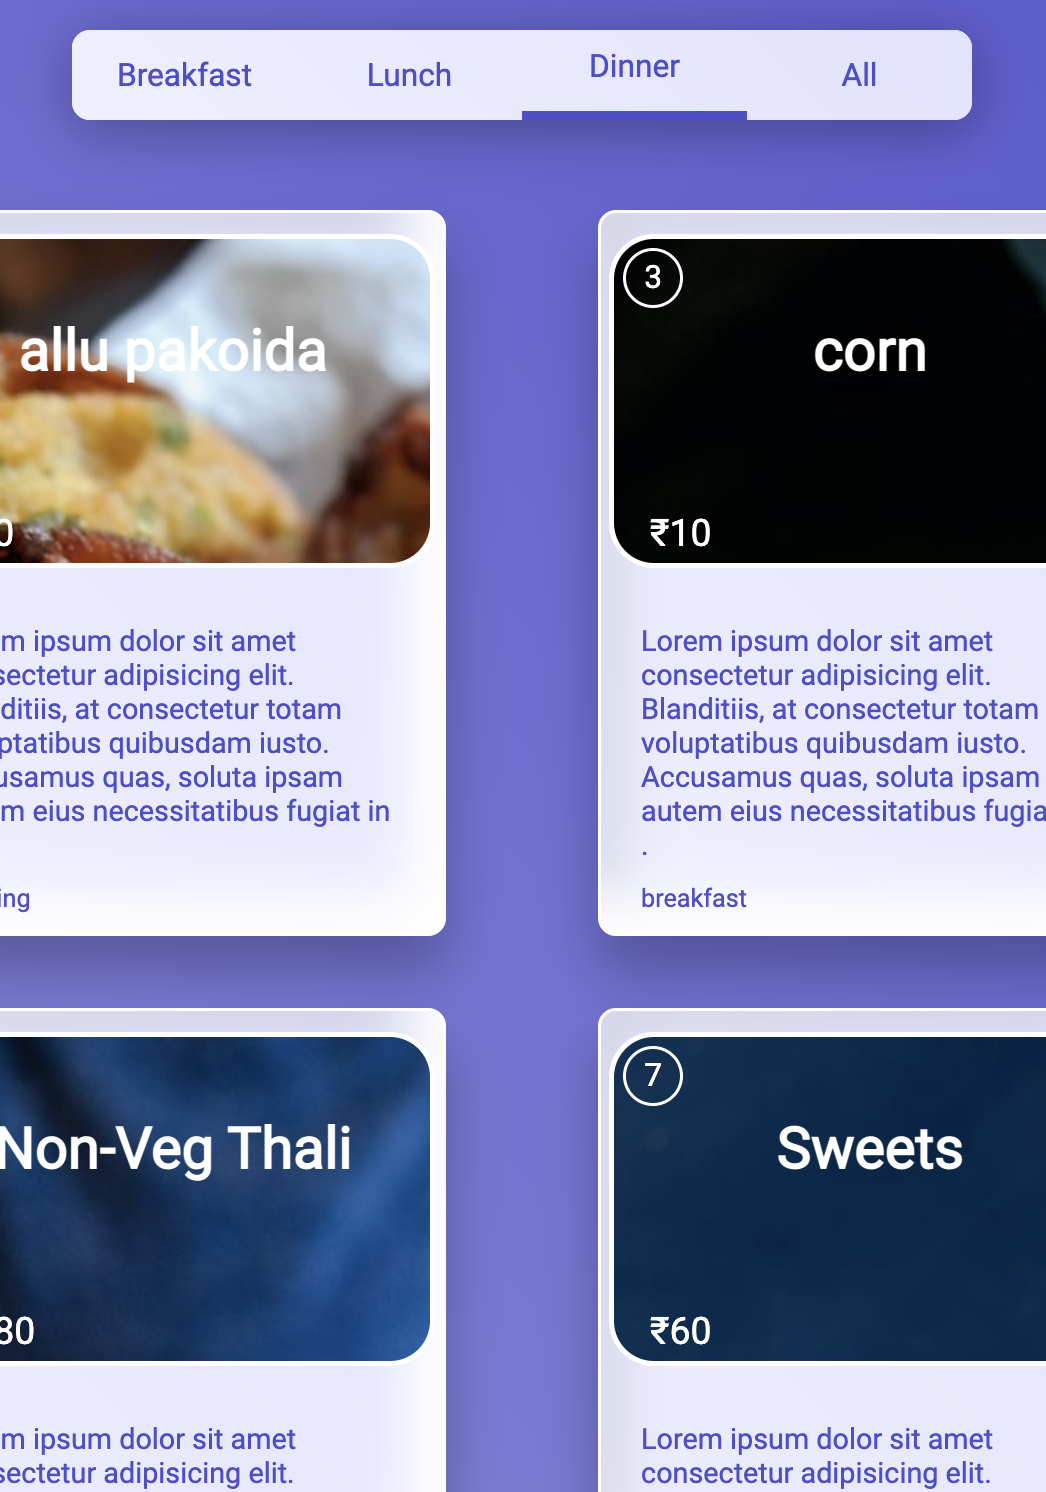 Breakfast Lunch Dinner All
allu pakoida
0
m ipsum dolor sit amet
sectetur adipisicing elit.
ditiis, at consectetur totam
ptatibus quibusdam iusto.
usamus quas, soluta ipsam
m eius necessitatibus fugiat in
ing
3
corn
₹10
Lorem ipsum dolor sit amet
consectetur adipisicing elit.
Blanditiis, at consectetur totam
voluptatibus quibusdam iusto.
Accusamus quas, soluta ipsam
autem eius necessitatibus fugia
.
breakfast
Non-Veg Thali
80
m ipsum dolor sit amet
sectetur adipisicing elit.
7
Sweets
₹60
Lorem ipsum dolor sit amet
consectetur adipisicing elit.